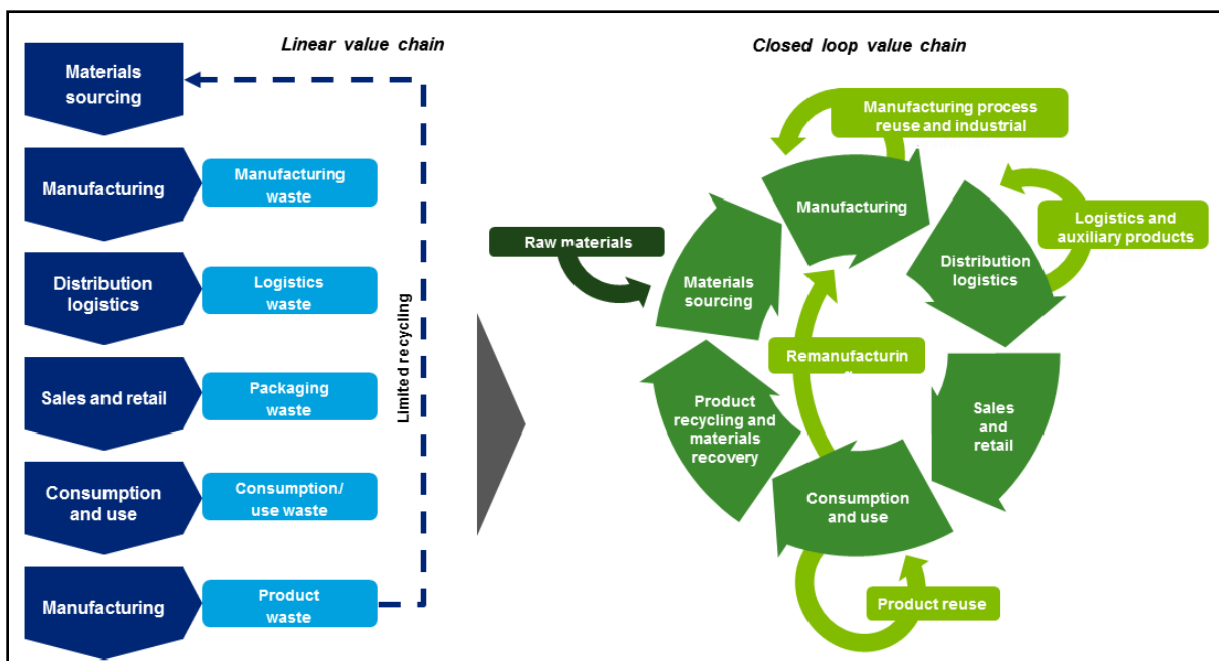 Linear value chain
Materials
sourcing
Manufacturing
Manufacturing
waste
Distribution
logistics
Logistics
waste
Sales and retail
Packaging
waste
Consumption
and use
Consumption/
use waste
Manufacturing
Product
waste
Limited recycling
Closed loop value chain
Manufacturing process
reuse and industrial
Manufacturing
Logistics and
auxiliary products
Raw materials
Distribution
logistics
Materials
sourcing
Remanufacturin
Product
recycling and
materials
recovery
Sales
and
retail
Consumption
and use
Product reuse